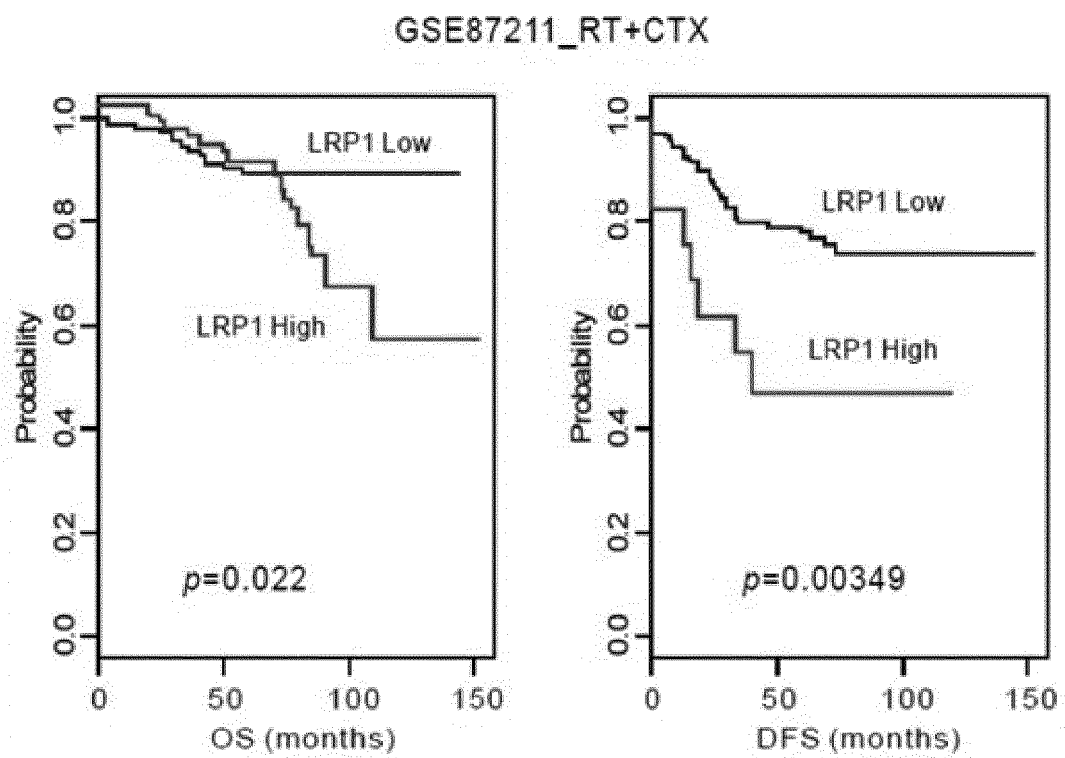 GSE87211_RT+CTX
Probability
1.0
0.8
0.6
0.4
0.2
0.0
LRP1 Low
LRP1 High
p=0.022
0 50 100 150
OS (months)
Probability
1.0
0.8
0.6
0.4
0.2
0.0
LRP1 Low
LRP1 High
p=0.00349
0 50 100 150
DFS (months)